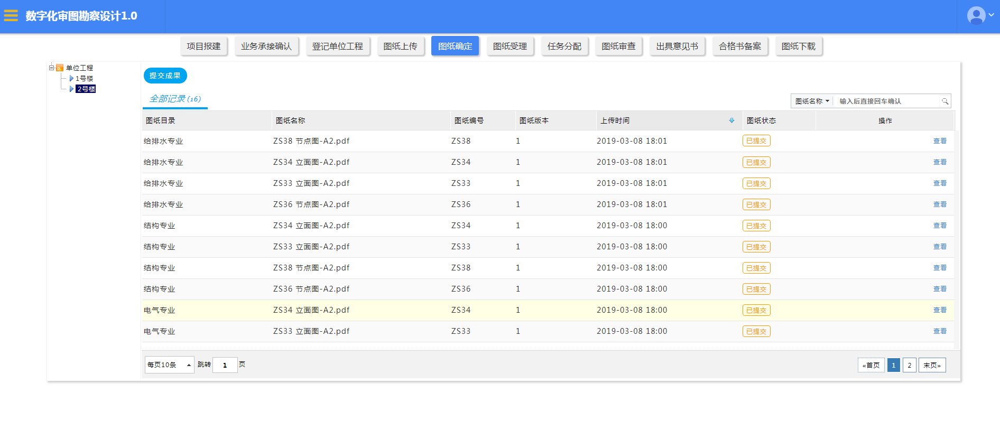 数字化审图勘察设计1.0
项目报建 业务承接确认 登记单位工程 图纸上传 图纸确定 图纸受理 任务分配 图纸审查 出具意见书 合格书备案 图纸下载
单位工程
1号楼
2号楼
提交成果
全部记录(16)
图纸名称 输入后直接回车确认
图纸目录 图纸名称 图纸编号 图纸版本 上传时间 图纸状态 操作
给排水专业 ZS38 节点图-A2.pdf ZS38 1 2019-03-08 18:01 已提交 查看
给排水专业 ZS34 立面图-A2.pdf ZS34 1 2019-03-08 18:01 已提交 查看
给排水专业 ZS33 立面图-A2.pdf ZS33 1 2019-03-08 18:01 已提交 查看
给排水专业 ZS36 节点图-A2.pdf ZS36 1 2019-03-08 18:01 已提交 查看
结构专业 ZS34 立面图-A2.pdf ZS34 1 2019-03-08 18:00 已提交 查看
结构专业 ZS33 立面图-A2.pdf ZS33 1 2019-03-08 18:00 已提交 查看
结构专业 ZS38 节点图-A2.pdf ZS38 1 2019-03-08 18:00 已提交 查看
结构专业 ZS36 节点图-A2.pdf ZS36 1 2019-03-08 18:00 已提交 查看
电气专业 ZS34 立面图-A2.pdf ZS34 1 2019-03-08 18:00 已提交 查看
电气专业 ZS33 立面图-A2.pdf ZS33 1 2019-03-08 18:00 已提交 查看
每页10条 跳转 1 页 «首页 1 2 末页»